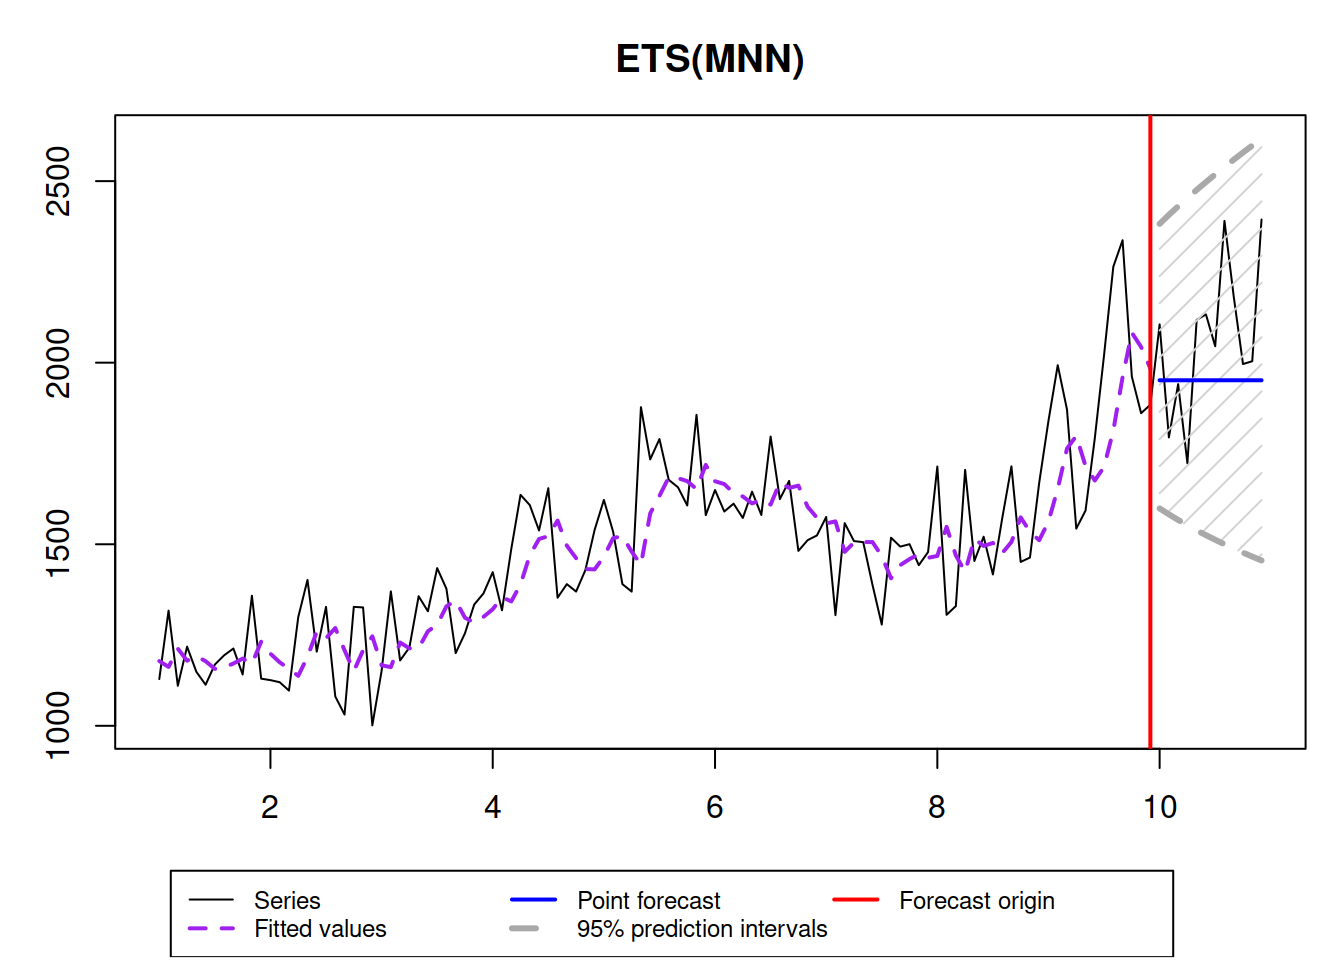 ETS(MNN)
2500
2000
1500
1000
2 4 6 8 10
Series Point forecast Forecast origin
Fitted values 95% prediction intervals